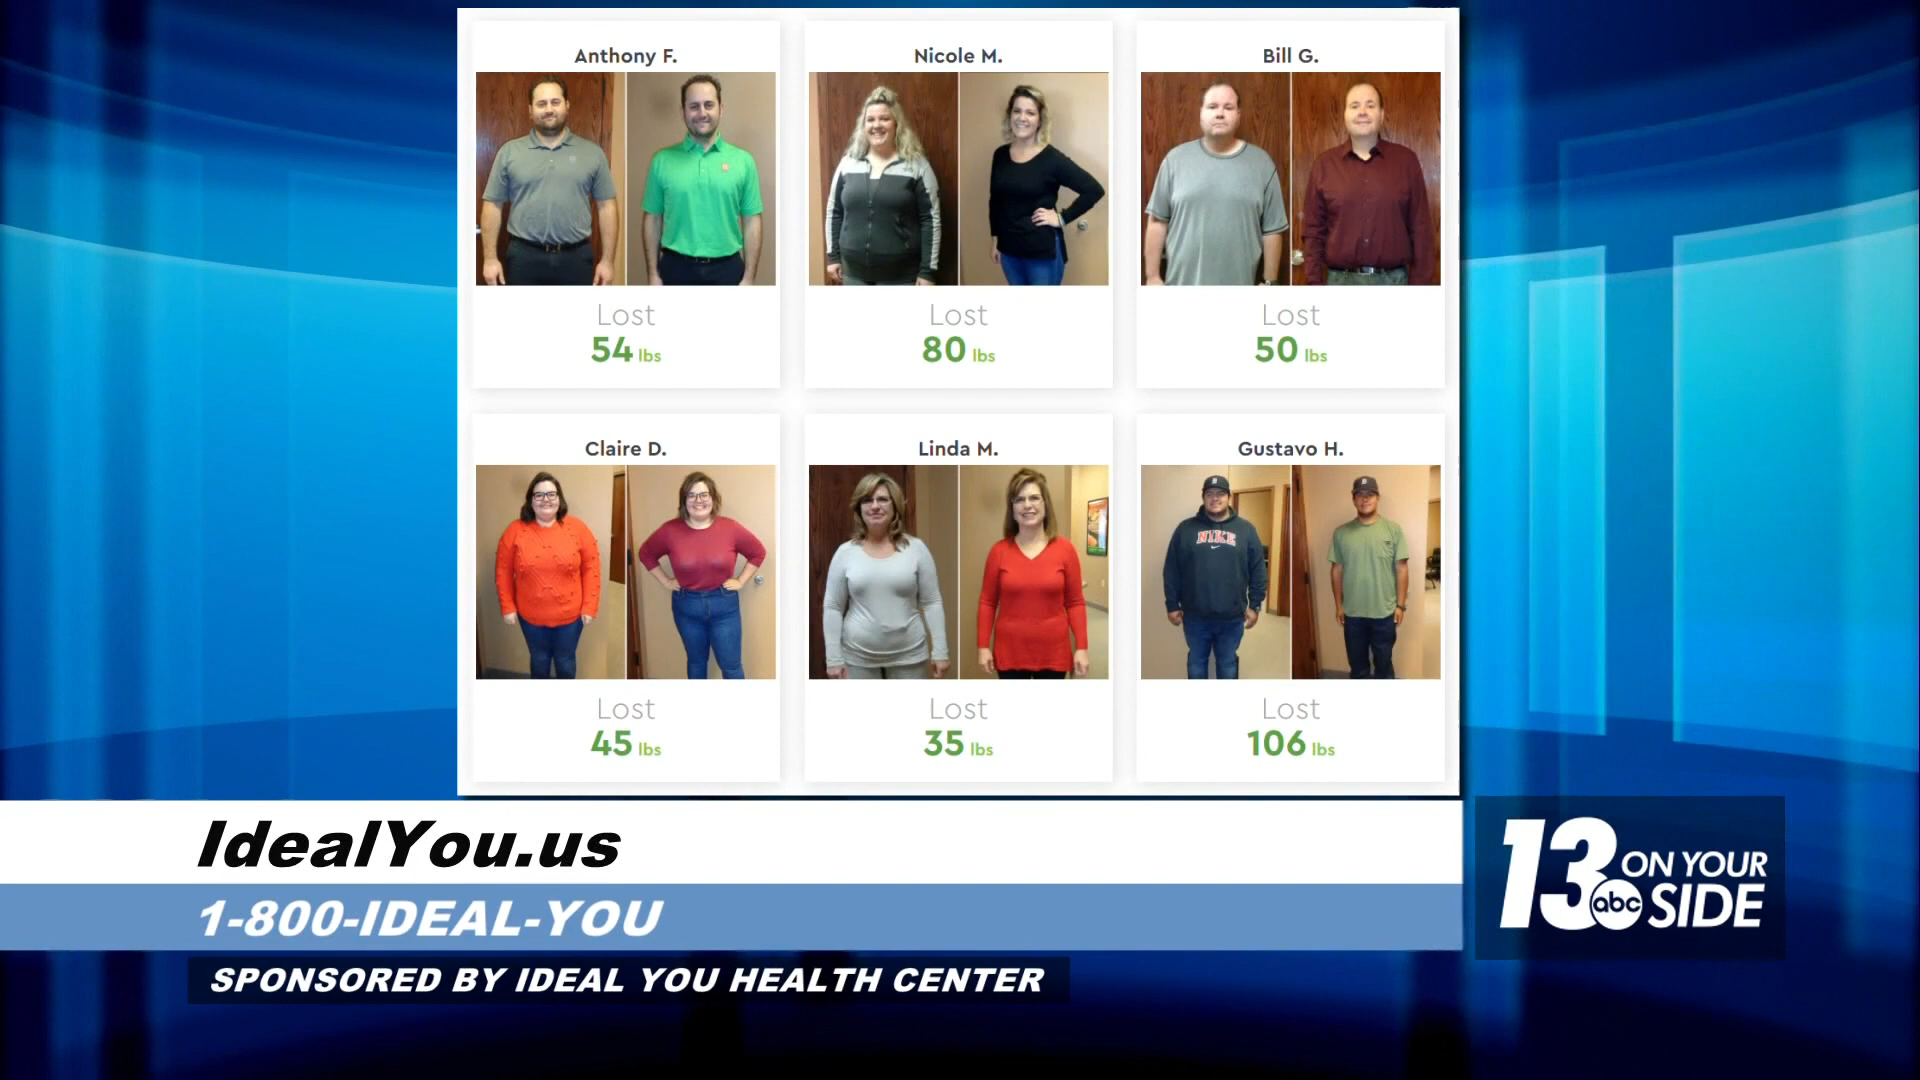 Anthony F.
Nicole M.
Bill G.
Lost
54 lbs
Lost
80 lbs
Lost
50 lbs
Claire D.
Linda M.
Gustavo H.
NIKE
Lost
45 lbs
Lost
35 lbs
Lost
106 lbs
IdealYou.us
1-800-IDEAL-YOU
SPONSORED BY IDEAL YOU HEALTH CENTER
13 ON YOUR
abc SIDE